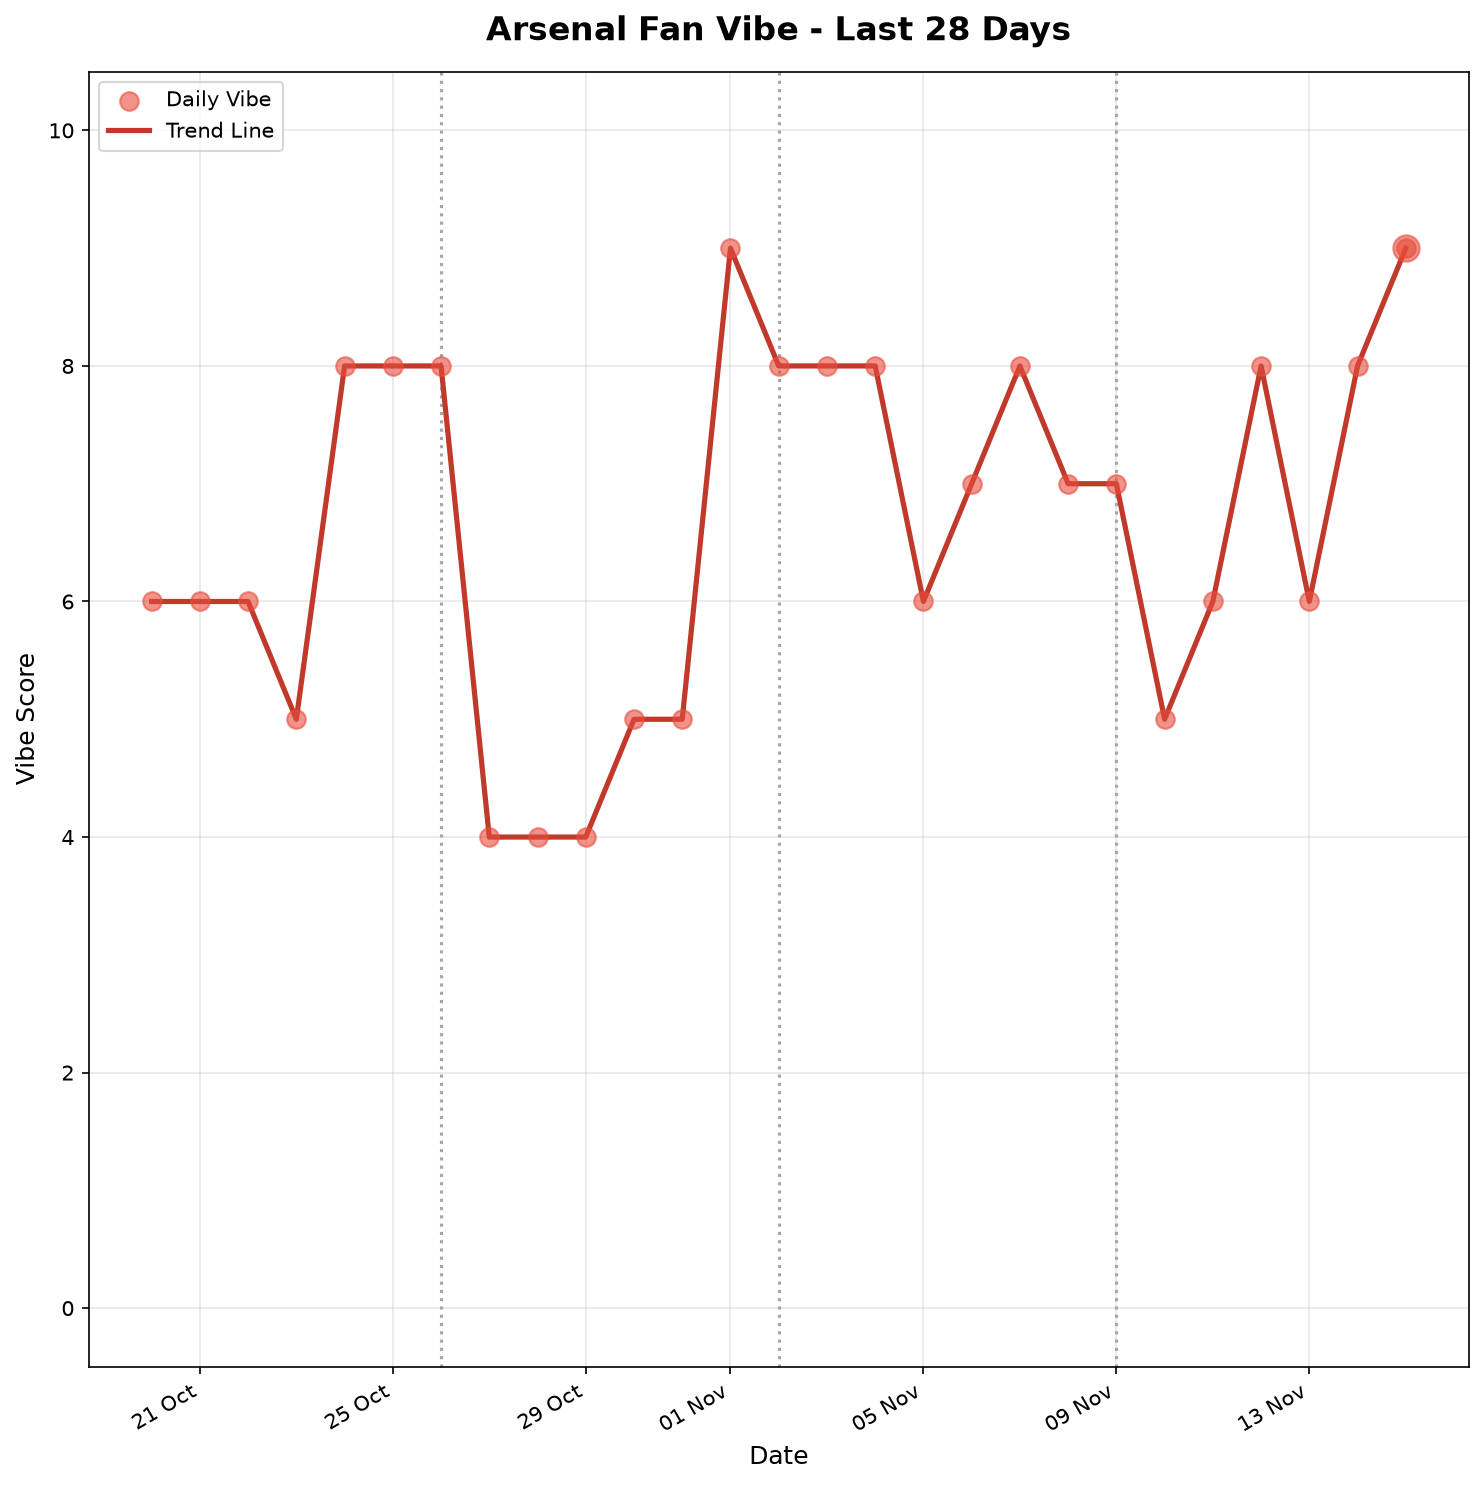 Arsenal Fan Vibe - Last 28 Days
Daily Vibe
Trend Line
10
8
6
4
2
0
Vibe Score
21 Oct
25 Oct
29 Oct
01 Nov
05 Nov
09 Nov
13 Nov
Date